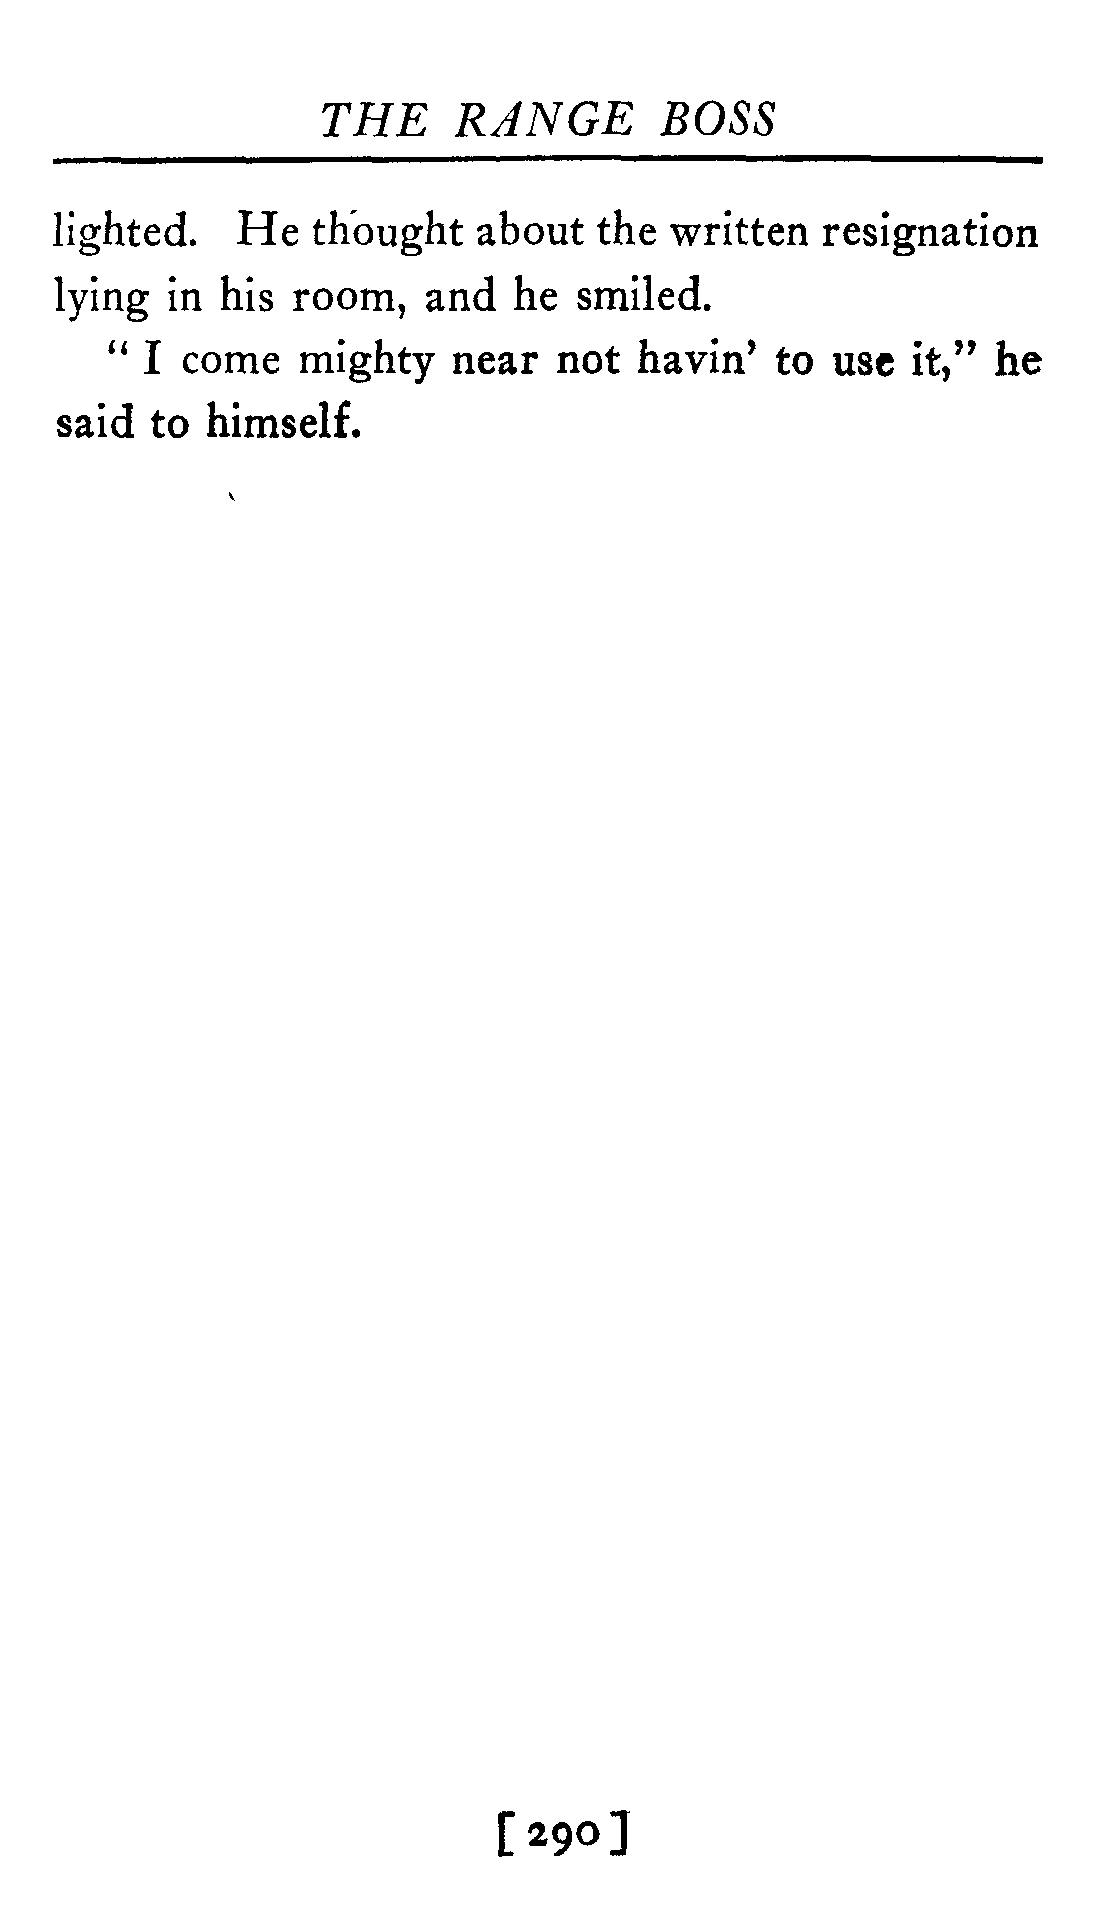 THE RANGE BOSS
lighted. He thought about the written resignation
lying in his room, and he smiled.
" I come mighty near not havin' to use it," he
said to himself.
[ 290 ]